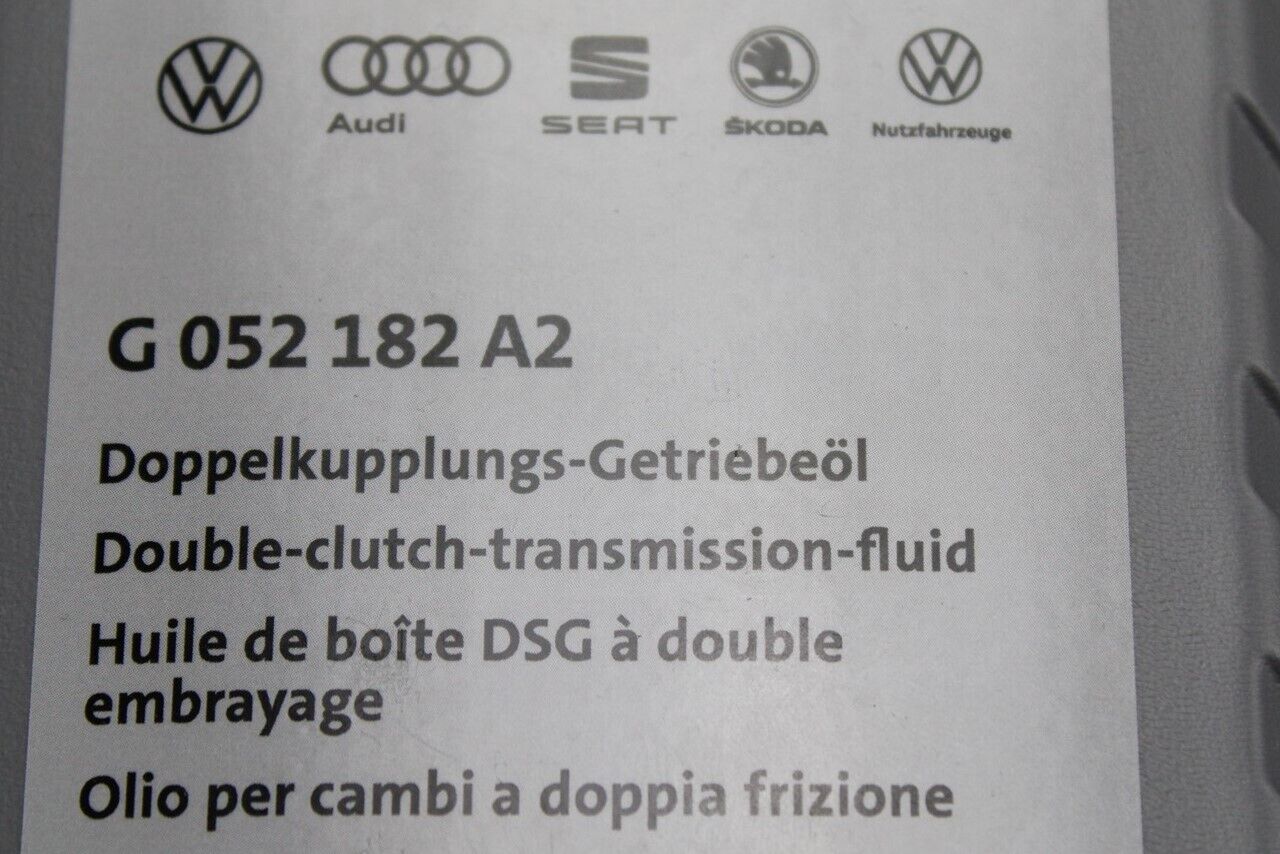 Audi SEAT ŠKODA Nutzfahrzeuge
G 052 182 A2
Doppelkupplungs-Getriebeöl
Double-clutch-transmission-fluid
Huile de boîte DSG à double
embrayage
Olio per cambi a doppia frizione